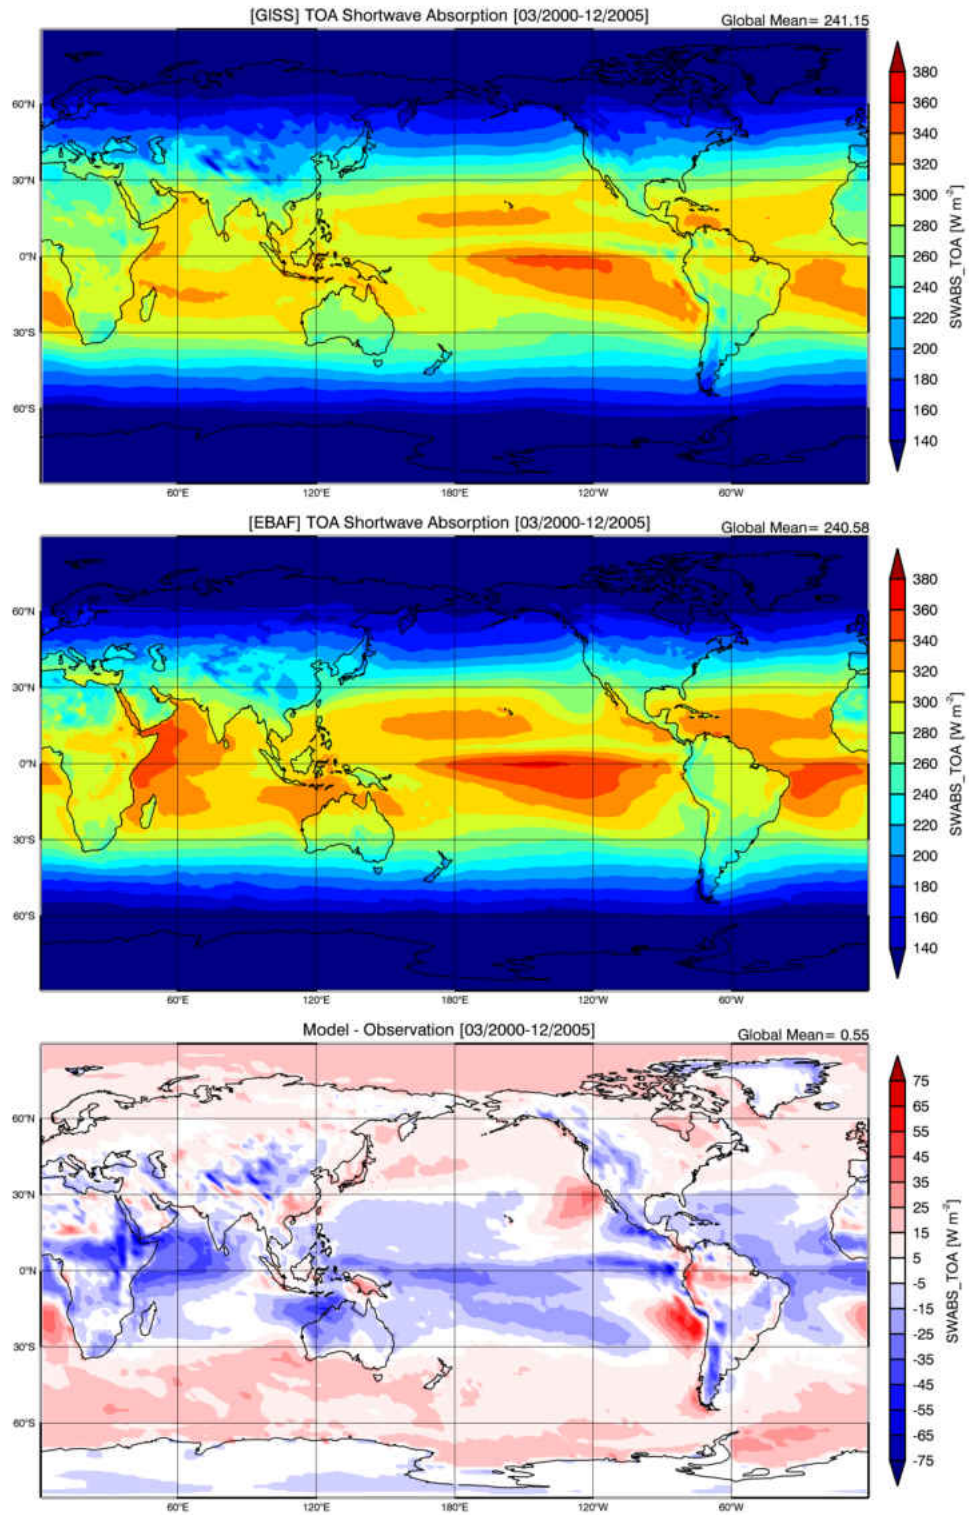 [GISS] TOA Shortwave Absorption [03/2000-12/2005]
Global Mean= 241.15
60°N
30°N
0°N
30°S
60°S
60°E
120°E
180°W
120°W
60°W
380
360
340
320
300
280
260
240
220
200
180
160
140
SWABS_TOA [W m-2]
[EBAF] TOA Shortwave Absorption [03/2000-12/2005]
Global Mean= 240.58
60°N
30°N
0°N
30°S
60°S
60°E
120°E
180°W
120°W
60°W
380
360
340
320
300
280
260
240
220
200
180
160
140
SWABS_TOA [W m-2]
Model - Observation [03/2000-12/2005]
Global Mean= 0.55
60°N
30°N
0°N
30°S
60°S
60°E
120°E
180°W
120°W
60°W
75
65
55
45
35
25
15
5
-5
-15
-25
-35
-45
-55
-65
-75
SWABS_TOA [W m-2]